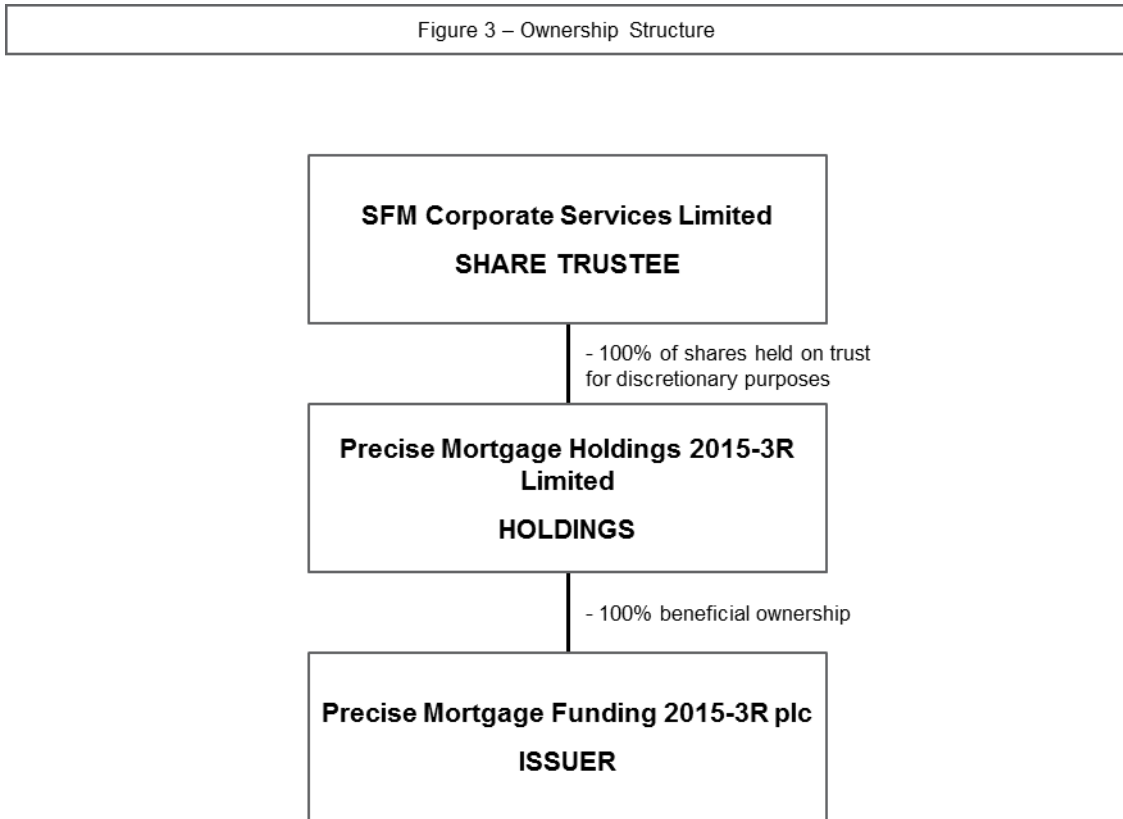 Figure 3 – Ownership Structure
SFM Corporate Services Limited
SHARE TRUSTEE
- 100% of shares held on trust
for discretionary purposes
Precise Mortgage Holdings 2015-3R
Limited
HOLDINGS
- 100% beneficial ownership
Precise Mortgage Funding 2015-3R plc
ISSUER